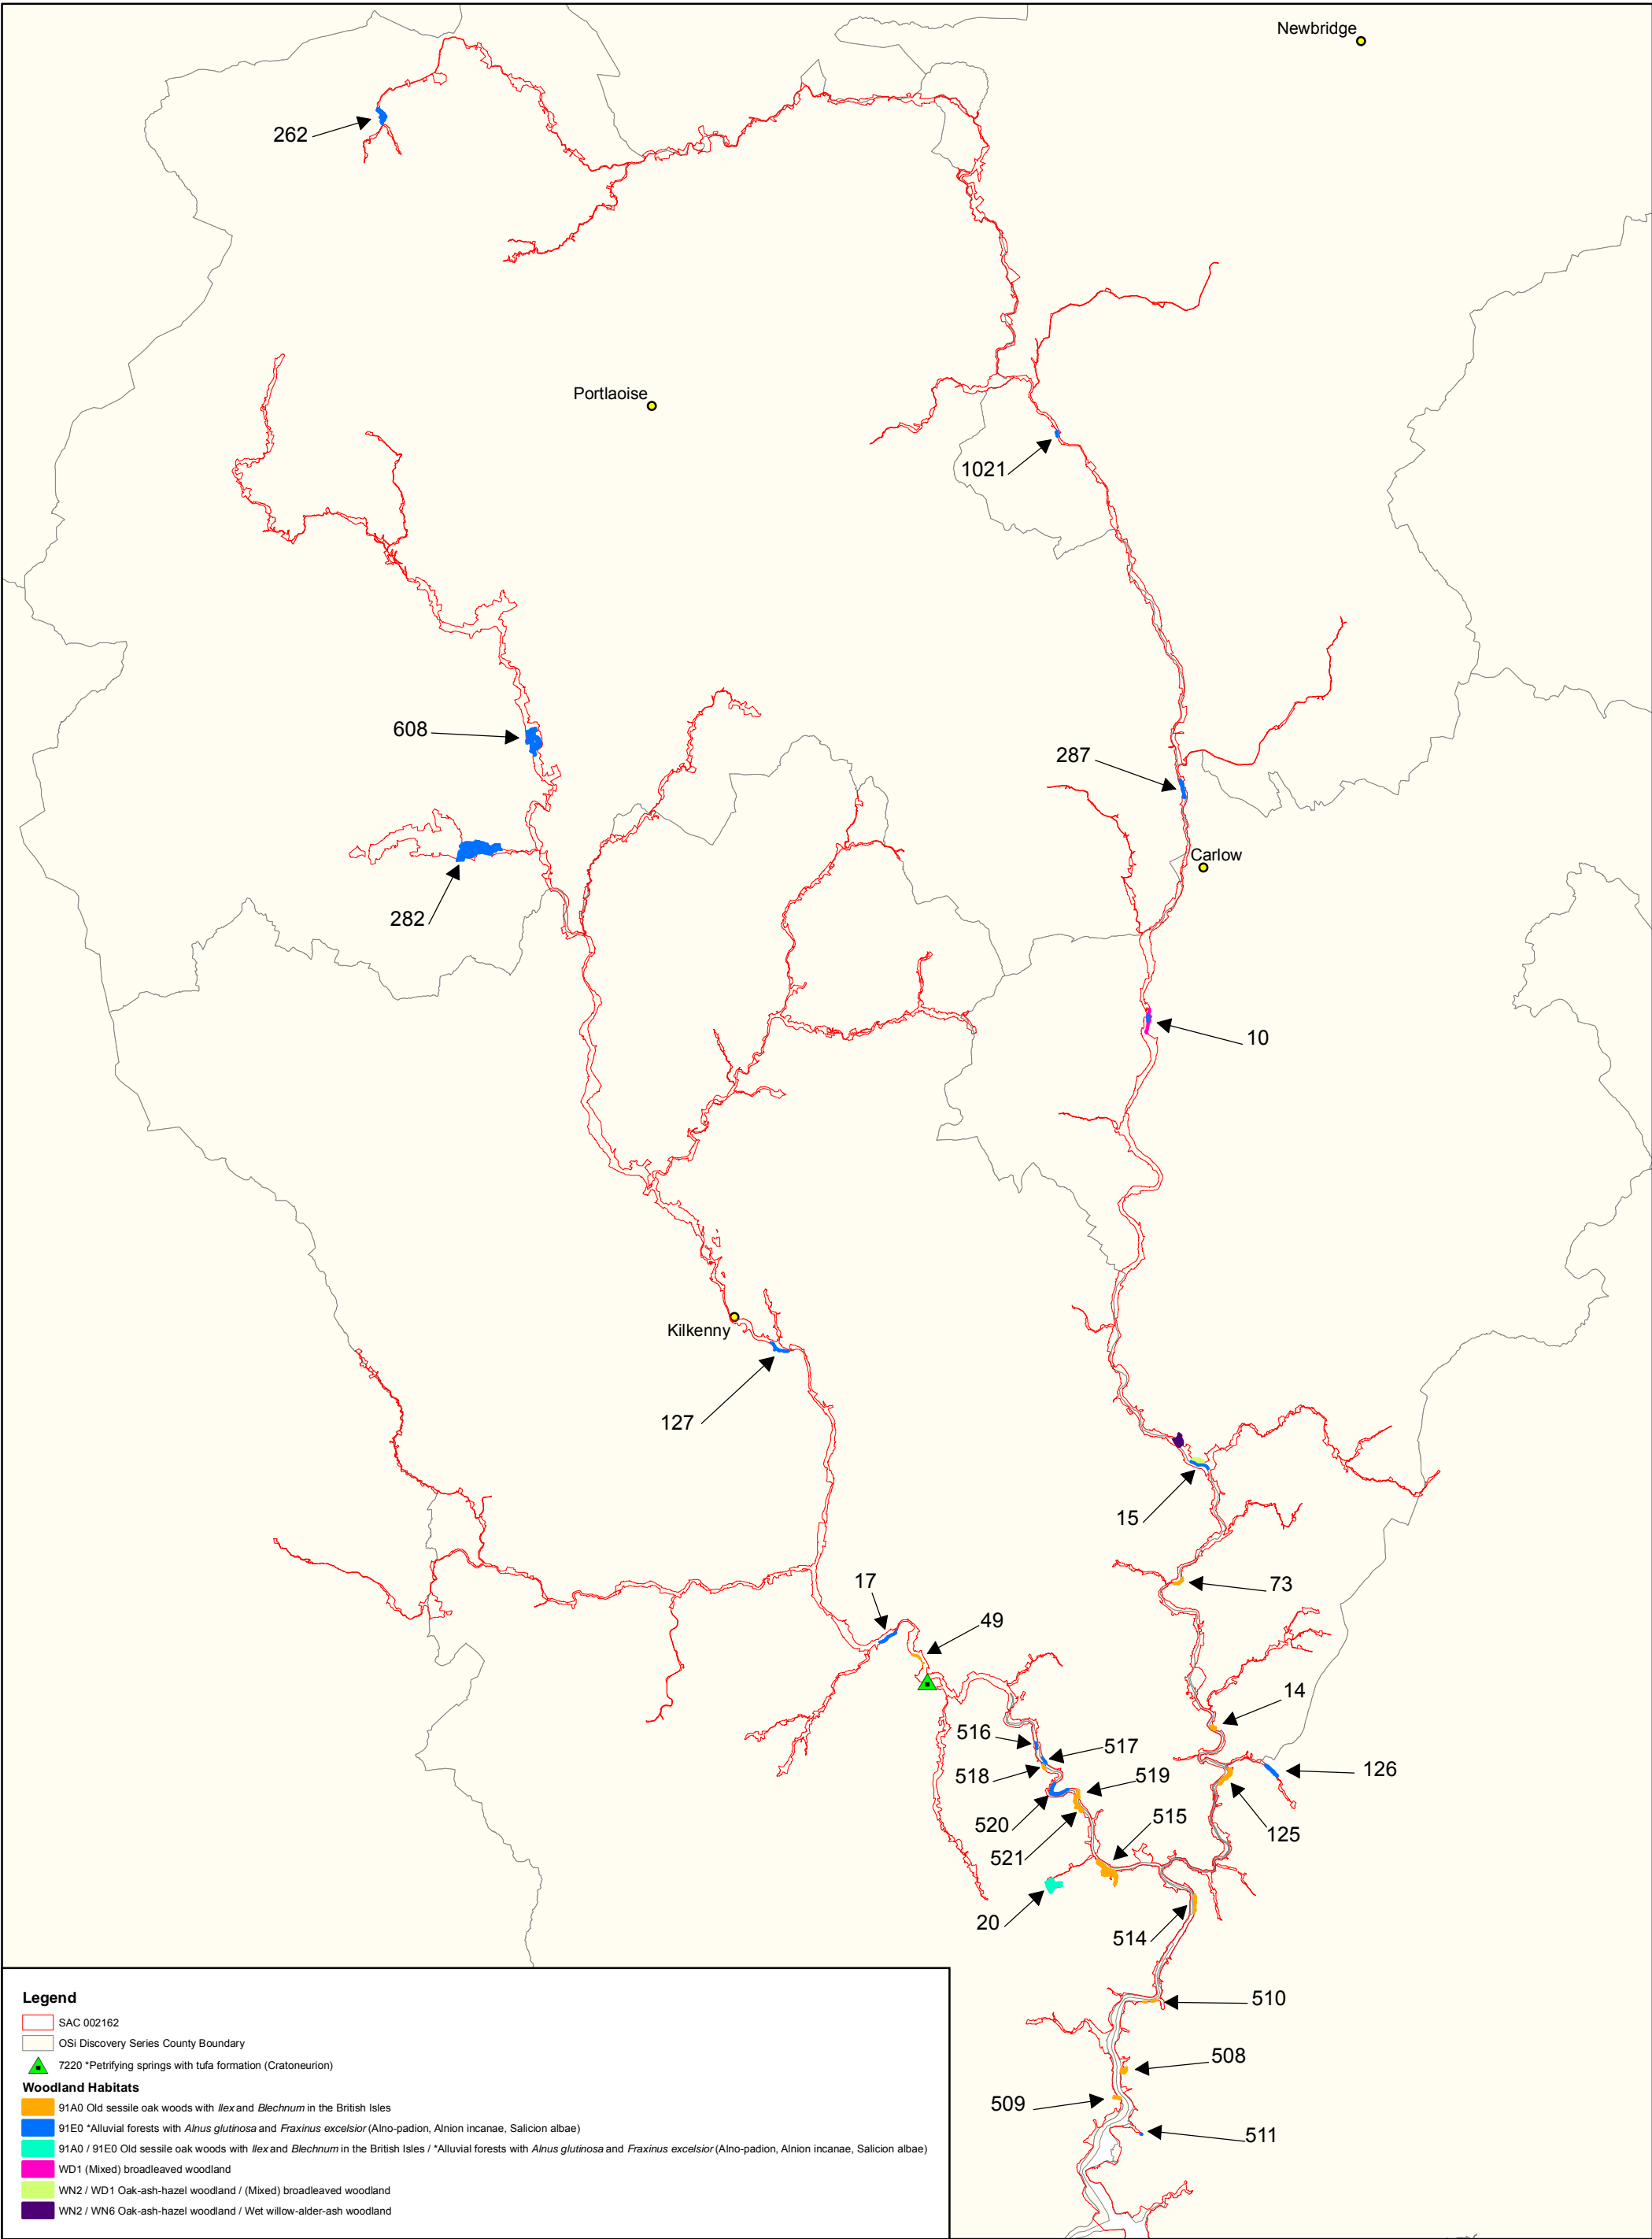 Newbridge
262
Portlaoise
1021
608
287
Carlow
282
10
Kilkenny
127
15
73
17
49
14
516
517
518
519
126
520
515
125
521
20
514
510
508
509
511
Legend
SAC 002162
OSi Discovery Series County Boundary
7220 *Petrifying springs with tufa formation (Cratoneurion)
Woodland Habitats
91A0 Old sessile oak woods with Ilex and Blechnum in the British Isles
91E0 *Alluvial forests with Alnus glutinosa and Fraxinus excelsior (Alno-padion, Alnion incanae, Salicion albae)
91A0 / 91E0 Old sessile oak woods with Ilex and Blechnum in the British Isles / *Alluvial forests with Alnus glutinosa and Fraxinus excelsior (Alno-padion, Alnion incanae, Salicion albae)
WD1 (Mixed) broadleaved woodland
WN2 / WD1 Oak-ash-hazel woodland / (Mixed) broadleaved woodland
WN2 / WN6 Oak-ash-hazel woodland / Wet willow-alder-ash woodland